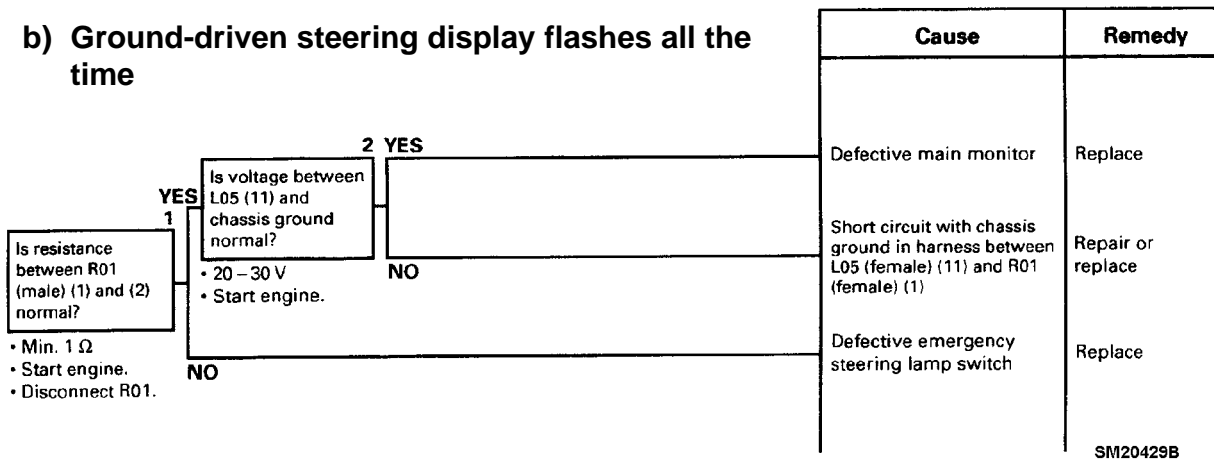 b) Ground-driven steering display flashes all the
time
Cause
Remedy
2 YES
Is voltage between
L05 (11) and
chassis ground
normal?
• 20 – 30 V
• Start engine.
NO
YES
1
Is resistance
between R01
(male) (1) and (2)
normal?
• Min. 1 Ω
• Start engine.
• Disconnect R01.
NO
Defective main monitor
Replace
Short circuit with chassis
ground in harness between
L05 (female) (11) and R01
(female) (1)
Repair or
replace
Defective emergency
steering lamp switch
Replace
SM20429B